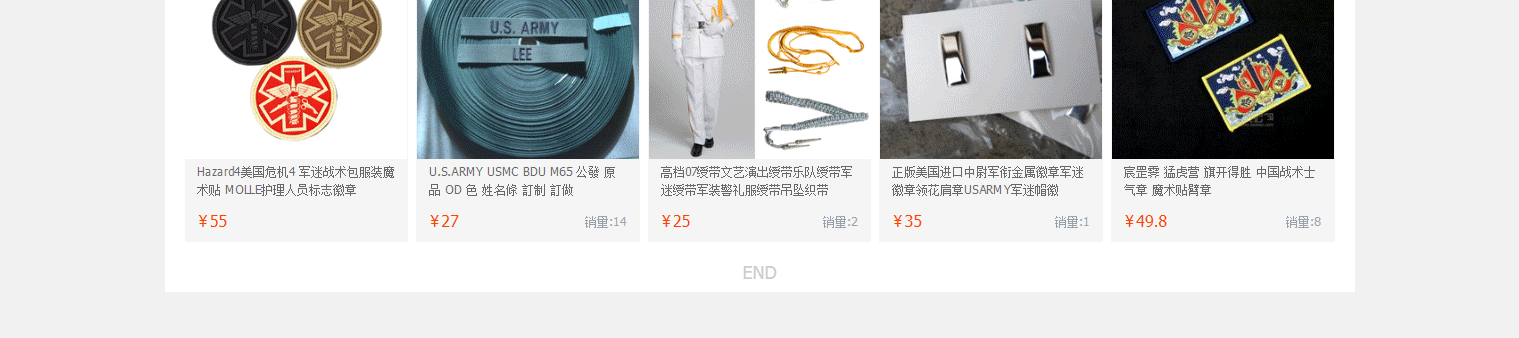 U.S. ARMY
LEE
Hazard4美国危机4 军迷战术包服装魔
术贴 MOLLE护理人员标志徽章
¥55
U.S.ARMY USMC BDU M65 公發 原
品 OD 色 姓名條 訂制 訂做
¥27
销量:14
高档07绶带文艺演出绶带乐队绶带军
迷绶带军装警礼服绶带吊坠织带
¥25
销量:2
正版美国进口中尉军衔金属徽章军迷
徽章领花肩章USARMY军迷帽徽
¥35
销量:1
宸罡霁 猛虎营 旗开得胜 中国战术士
气章 魔术贴臂章
¥49.8
销量:8
END